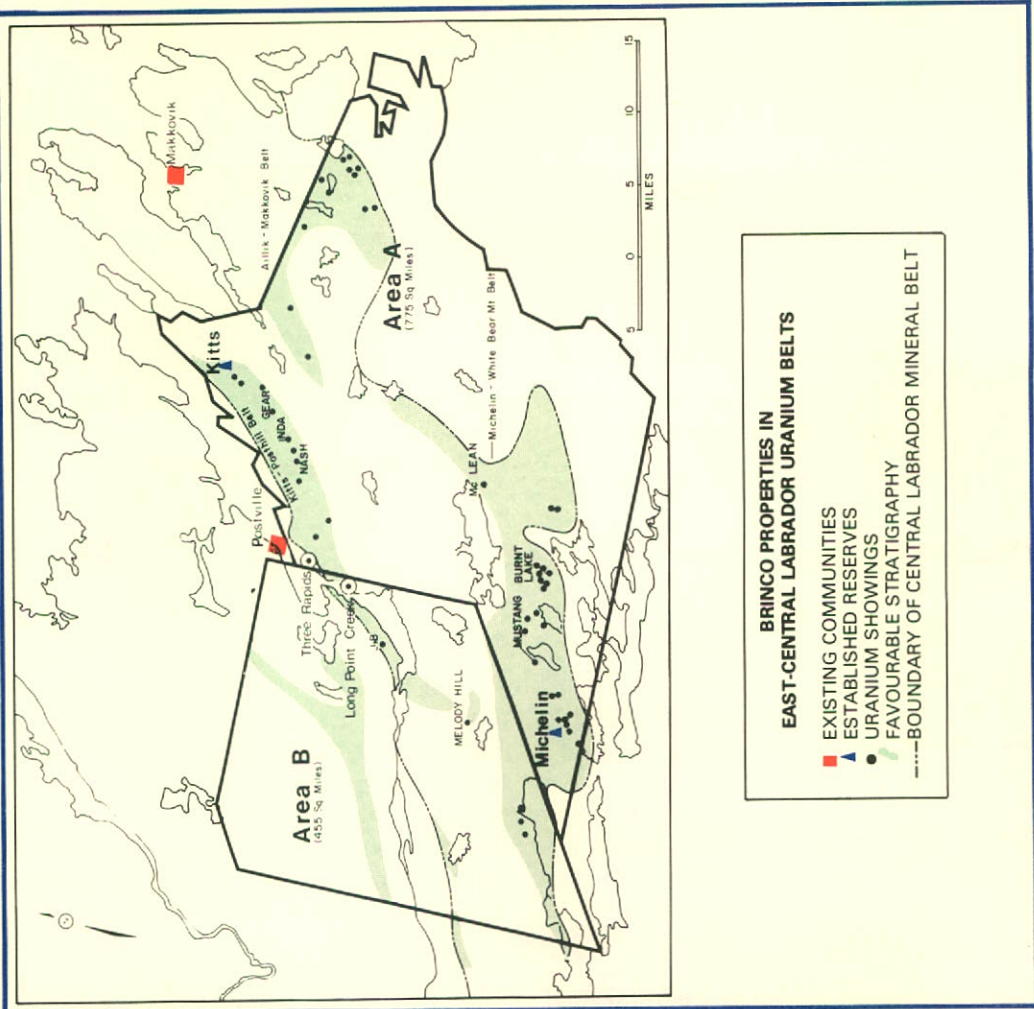 Makkovik
Aillik - Makkovik Belt
Kitts
Kitts-Posthill Belt
GEAR
INDA
NASH
Postville
Three Rapids
Long Point Creek
Area A
(775 Sq Miles)
Michelin - White Bear Mt Belt
Mc LEAN
BURNT
LAKE
MUSTANG
MELODY HILL
Michelin
Area B
(455 Sq Miles)
5 0 5 10 15
MILES
BRINCO PROPERTIES IN
EAST-CENTRAL LABRADOR URANIUM BELTS
EXISTING COMMUNITIES
ESTABLISHED RESERVES
URANIUM SHOWINGS
FAVOURABLE STRATIGRAPHY
BOUNDARY OF CENTRAL LABRADOR MINERAL BELT